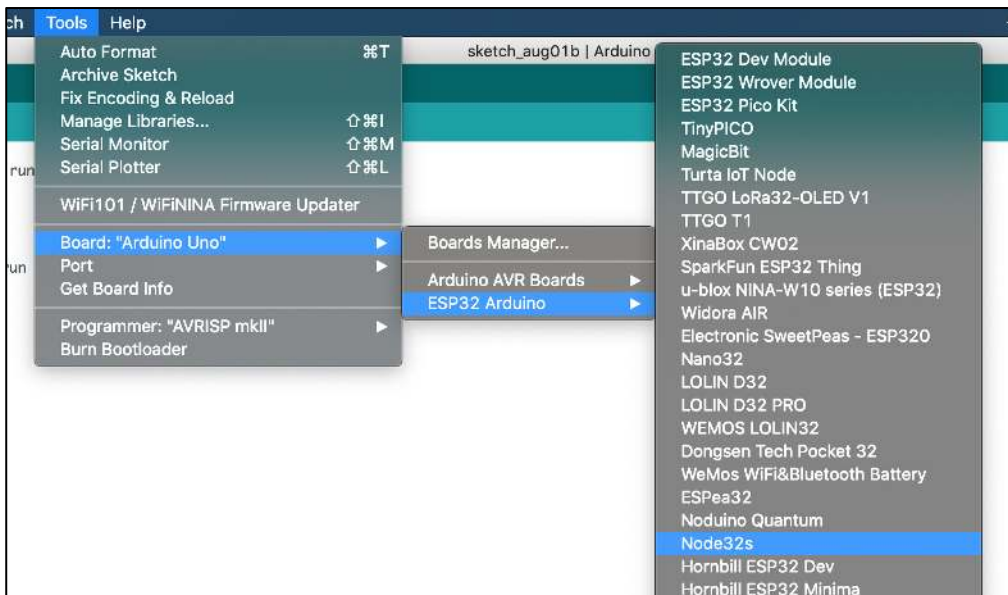 ch Tools Help
sketch_aug01b | Arduino
Auto Format ⌘T
Archive Sketch
Fix Encoding & Reload
Manage Libraries... ⇧⌘I
Serial Monitor ⇧⌘M
Serial Plotter ⇧⌘L
WiFi101 / WiFiNINA Firmware Updater
Board: "Arduino Uno"
Port
Get Board Info
Programmer: "AVRISP mkII"
Burn Bootloader
run
run
Boards Manager...
Arduino AVR Boards
ESP32 Arduino
ESP32 Dev Module
ESP32 Wrover Module
ESP32 Pico Kit
TinyPICO
MagicBit
Turta IoT Node
TTGO LoRa32-OLED V1
TTGO T1
XinaBox CW02
SparkFun ESP32 Thing
u-blox NINA-W10 series (ESP32)
Widora AIR
Electronic SweetPeas - ESP320
Nano32
LOLIN D32
LOLIN D32 PRO
WEMOS LOLIN32
Dongsen Tech Pocket 32
WeMos WiFi&Bluetooth Battery
ESPea32
Noduino Quantum
Node32s
Hornbill ESP32 Dev
Hornbill ESP32 Minima